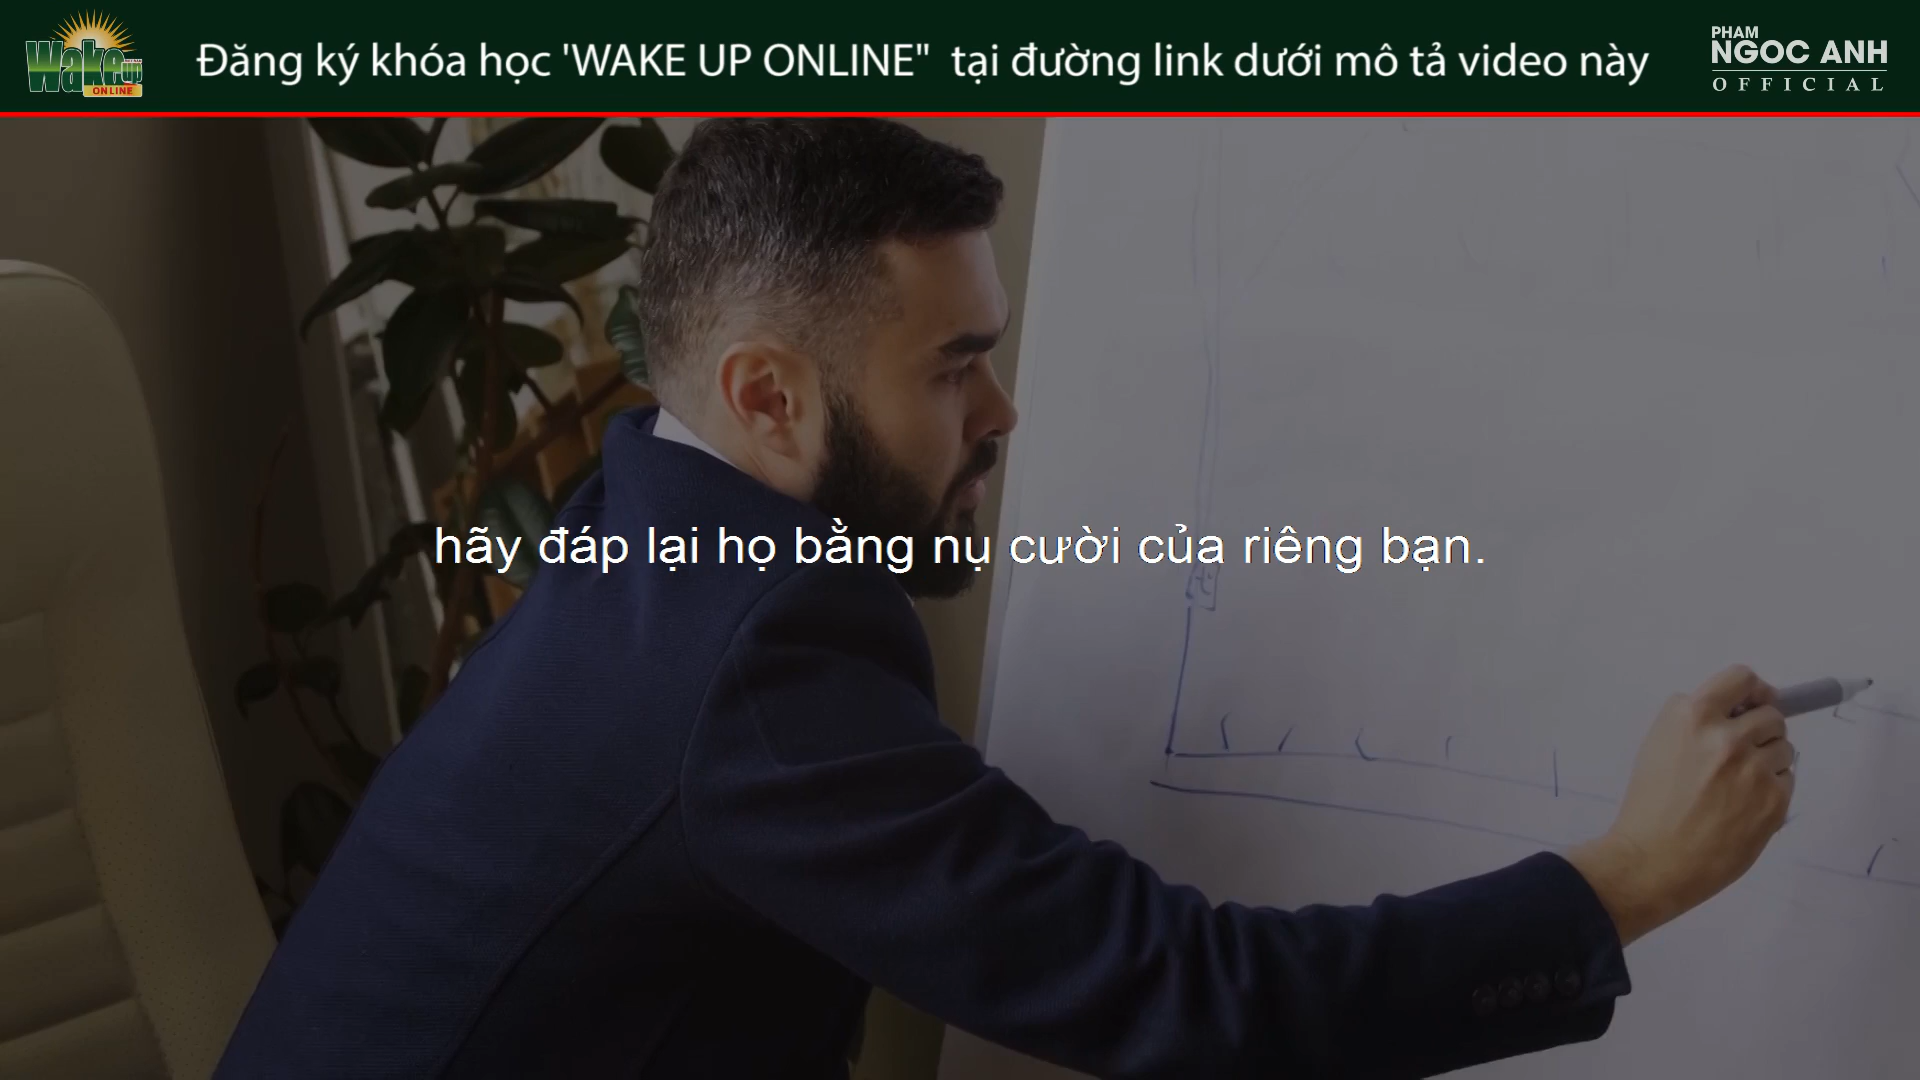 Wake up
ONLINE
Đăng ký khóa học 'WAKE UP ONLINE" tại đường link dưới mô tả video này
PHAM
NGOC ANH
OFFICIAL
hãy đáp lại họ bằng nụ cười của riêng bạn.